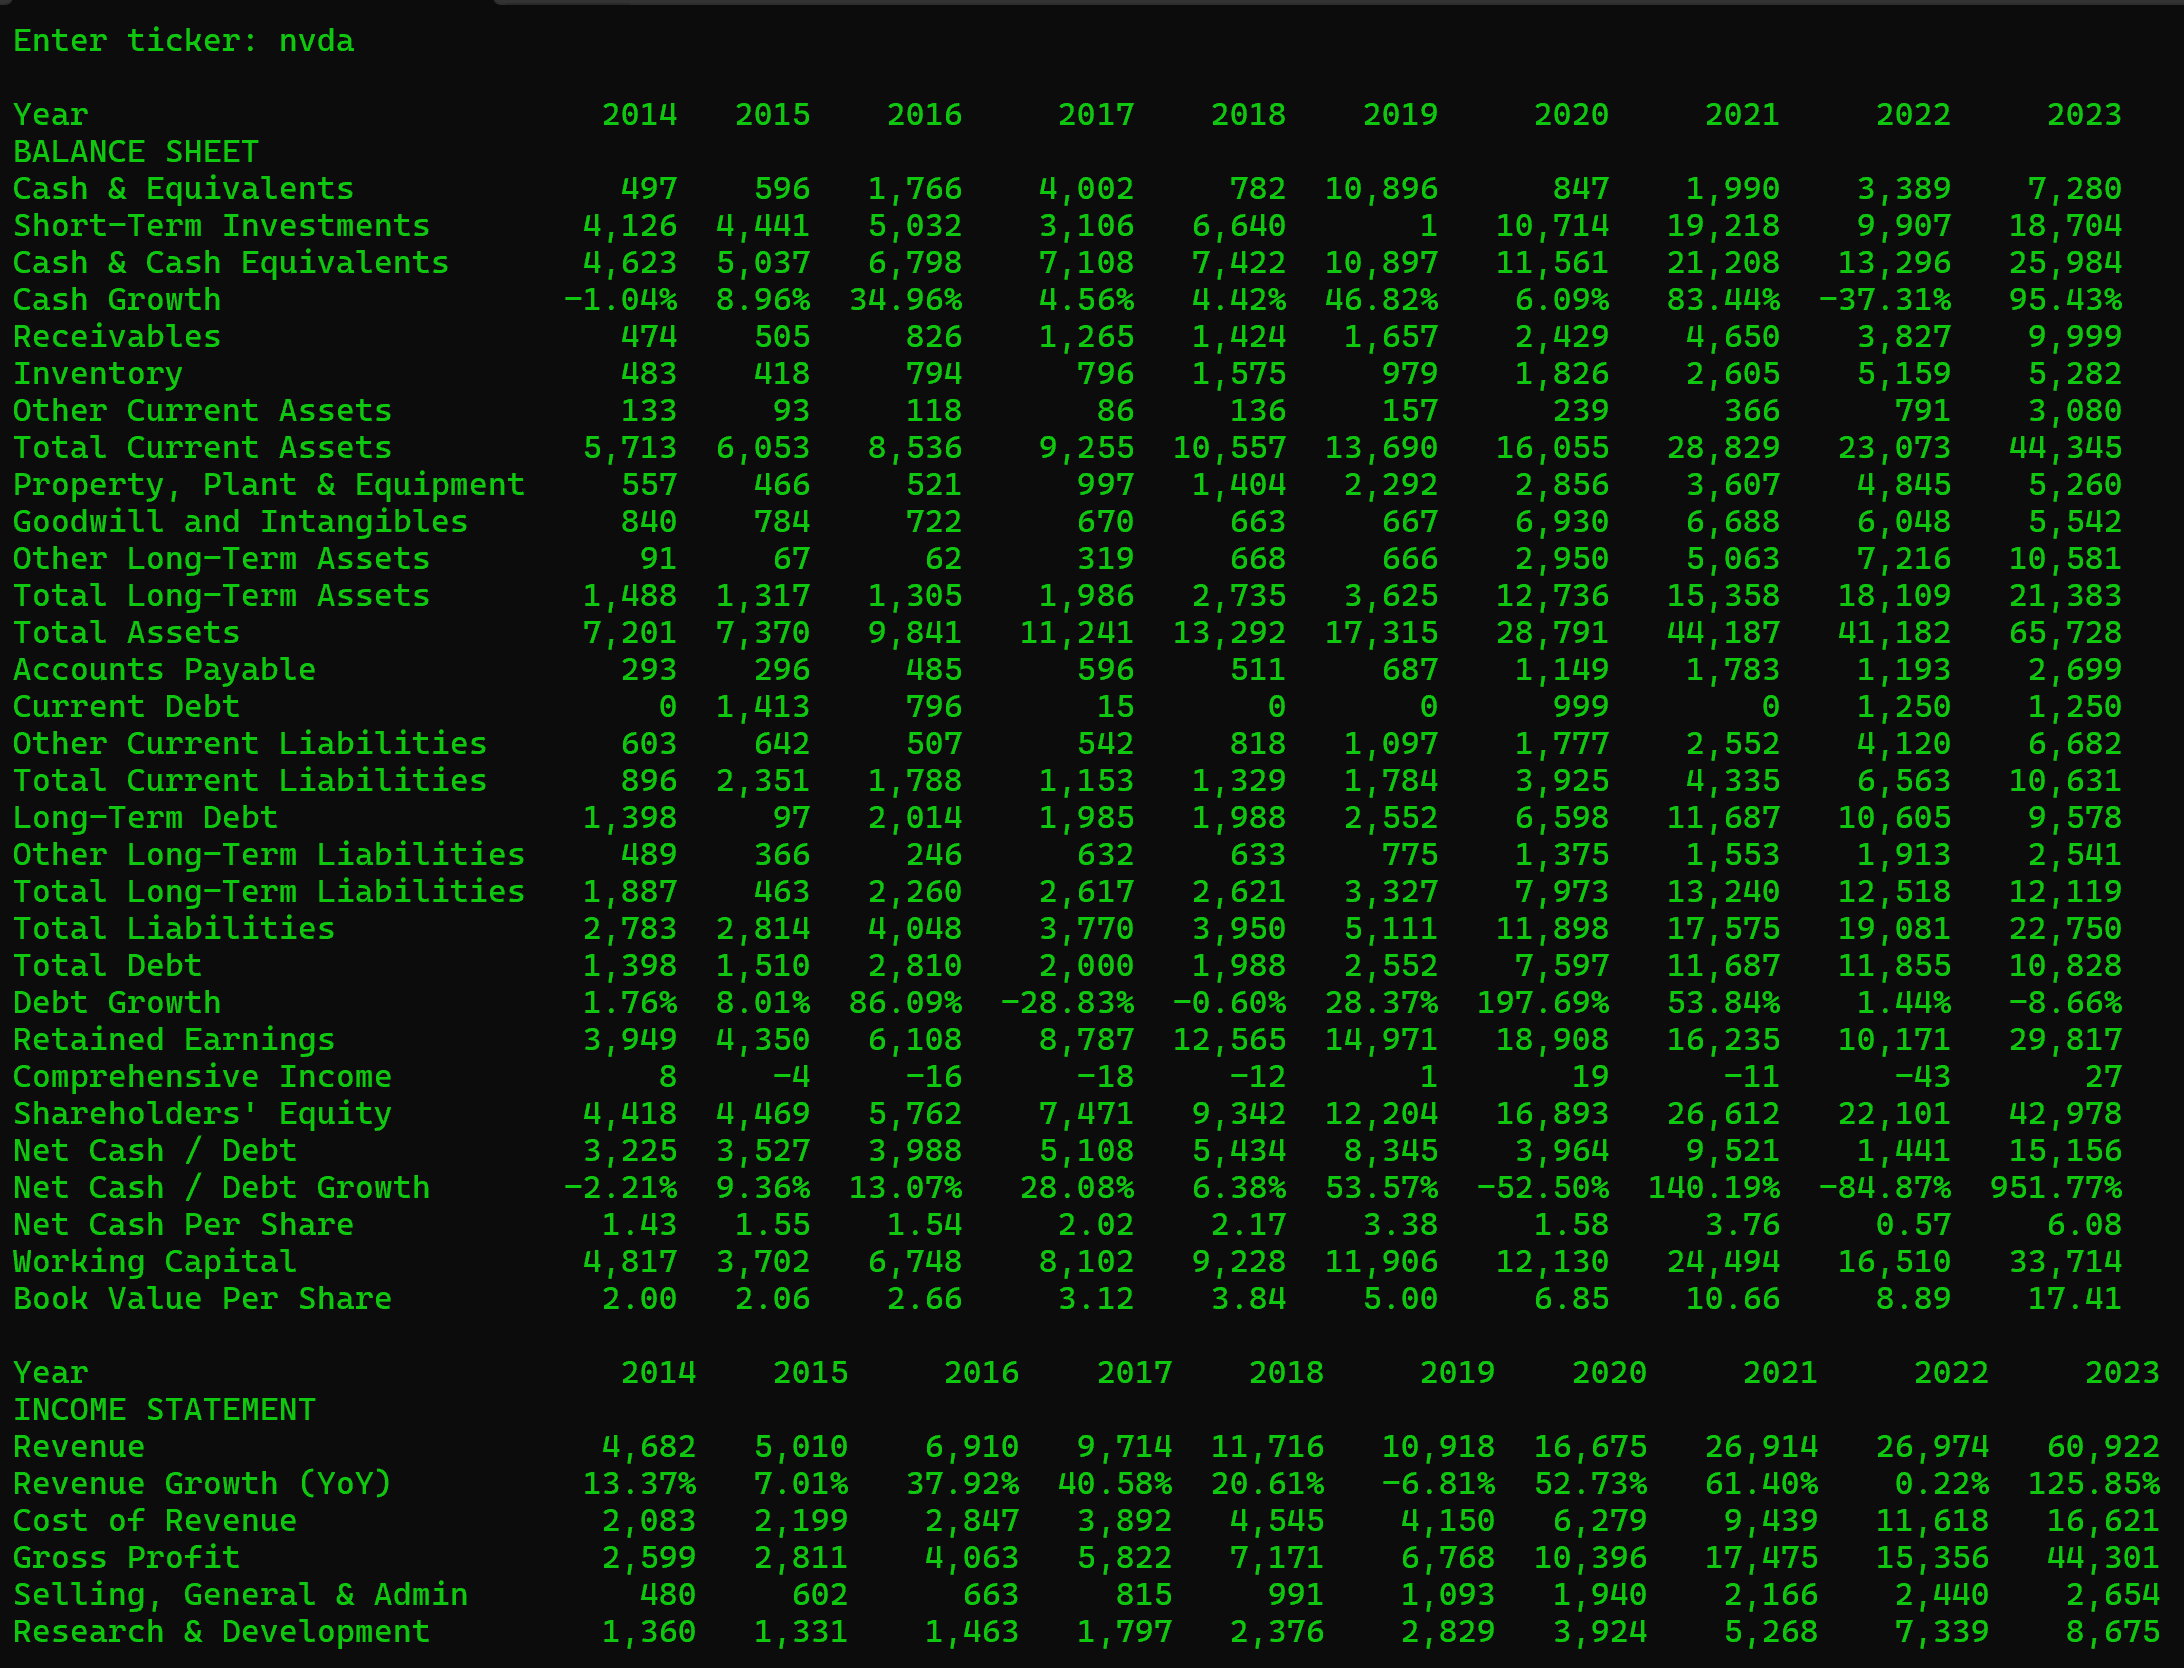 Enter ticker: nvda
Year 2014 2015 2016 2017 2018 2019 2020 2021 2022 2023
BALANCE SHEET
Cash & Equivalents 497 596 1,766 4,002 782 10,896 847 1,990 3,389 7,280
Short-Term Investments 4,126 4,441 5,032 3,106 6,640 1 10,714 19,218 9,907 18,704
Cash & Cash Equivalents 4,623 5,037 6,798 7,108 7,422 10,897 11,561 21,208 13,296 25,984
Cash Growth -1.04% 8.96% 34.96% 4.56% 4.42% 46.82% 6.09% 83.44% -37.31% 95.43%
Receivables 474 505 826 1,265 1,424 1,657 2,429 4,650 3,827 9,999
Inventory 483 418 794 796 1,575 979 1,826 2,605 5,159 5,282
Other Current Assets 133 93 118 86 136 157 239 366 791 3,080
Total Current Assets 5,713 6,053 8,536 9,255 10,557 13,690 16,055 28,829 23,073 44,345
Property, Plant & Equipment 557 466 521 997 1,404 2,292 2,856 3,607 4,845 5,260
Goodwill and Intangibles 840 784 722 670 663 667 6,930 6,688 6,048 5,542
Other Long-Term Assets 91 67 62 319 668 666 2,950 5,063 7,216 10,581
Total Long-Term Assets 1,488 1,317 1,305 1,986 2,735 3,625 12,736 15,358 18,109 21,383
Total Assets 7,201 7,370 9,841 11,241 13,292 17,315 28,791 44,187 41,182 65,728
Accounts Payable 293 296 485 596 511 687 1,149 1,783 1,193 2,699
Current Debt 0 1,413 796 15 0 0 999 0 1,250 1,250
Other Current Liabilities 603 642 507 542 818 1,097 1,777 2,552 4,120 6,682
Total Current Liabilities 896 2,351 1,788 1,153 1,329 1,784 3,925 4,335 6,563 10,631
Long-Term Debt 1,398 97 2,014 1,985 1,988 2,552 6,598 11,687 10,605 9,578
Other Long-Term Liabilities 489 366 246 632 633 775 1,375 1,553 1,913 2,541
Total Long-Term Liabilities 1,887 463 2,260 2,617 2,621 3,327 7,973 13,240 12,518 12,119
Total Liabilities 2,783 2,814 4,048 3,770 3,950 5,111 11,898 17,575 19,081 22,750
Total Debt 1,398 1,510 2,810 2,000 1,988 2,552 7,597 11,687 11,855 10,828
Debt Growth 1.76% 8.01% 86.09% -28.83% -0.60% 28.37% 197.69% 53.84% 1.44% -8.66%
Retained Earnings 3,949 4,350 6,108 8,787 12,565 14,971 18,908 16,235 10,171 29,817
Comprehensive Income 8 -4 -16 -18 -12 1 19 -11 -43 27
Shareholders' Equity 4,418 4,469 5,762 7,471 9,342 12,204 16,893 26,612 22,101 42,978
Net Cash / Debt 3,225 3,527 3,988 5,108 5,434 8,345 3,964 9,521 1,441 15,156
Net Cash / Debt Growth -2.21% 9.36% 13.07% 28.08% 6.38% 53.57% -52.50% 140.19% -84.87% 951.77%
Net Cash Per Share 1.43 1.55 1.54 2.02 2.17 3.38 1.58 3.76 0.57 6.08
Working Capital 4,817 3,702 6,748 8,102 9,228 11,906 12,130 24,494 16,510 33,714
Book Value Per Share 2.00 2.06 2.66 3.12 3.84 5.00 6.85 10.66 8.89 17.41
Year 2014 2015 2016 2017 2018 2019 2020 2021 2022 2023
INCOME STATEMENT
Revenue 4,682 5,010 6,910 9,714 11,716 10,918 16,675 26,914 26,974 60,922
Revenue Growth (YoY) 13.37% 7.01% 37.92% 40.58% 20.61% -6.81% 52.73% 61.40% 0.22% 125.85%
Cost of Revenue 2,083 2,199 2,847 3,892 4,545 4,150 6,279 9,439 11,618 16,621
Gross Profit 2,599 2,811 4,063 5,822 7,171 6,768 10,396 17,475 15,356 44,301
Selling, General & Admin 480 602 663 815 991 1,093 1,940 2,166 2,440 2,654
Research & Development 1,360 1,331 1,463 1,797 2,376 2,829 3,924 5,268 7,339 8,675